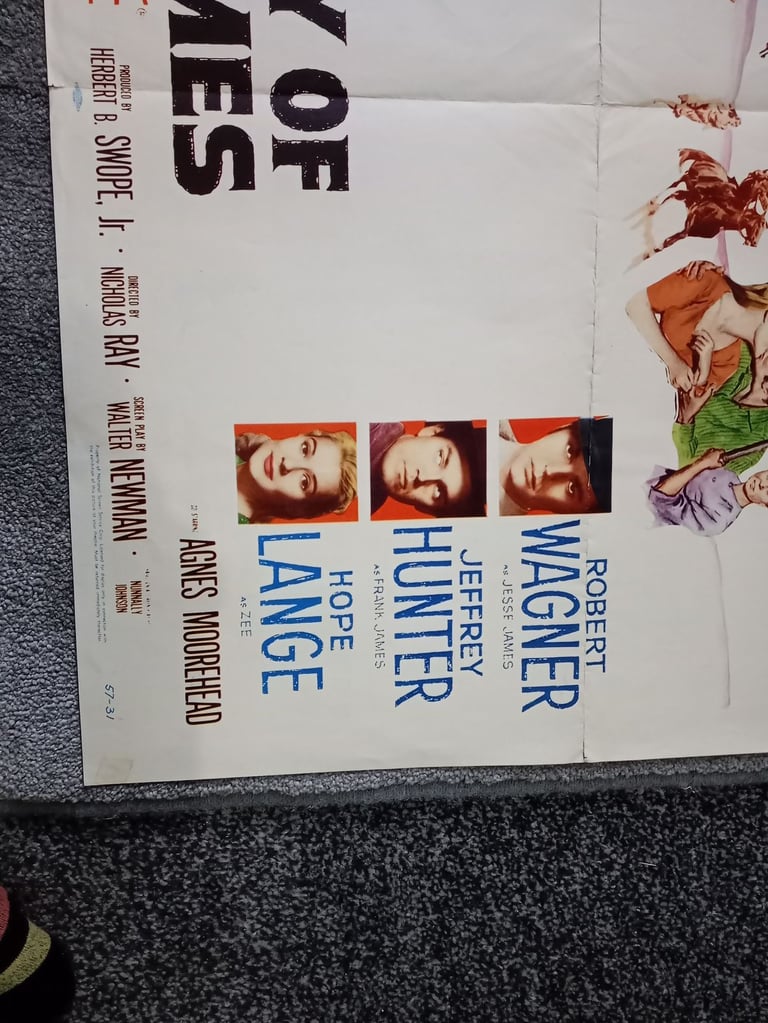 Y OF
MES
ROBERT
WAGNER
AS JESSE JAMES
JEFFREY
HUNTER
AS FRANK JAMES
HOPE
LANGE
AS ZEE
AGNES MOOREHEAD
PRODUCED BY
HERBERT B. SWOPE, Jr. •
DIRECTED BY
NICHOLAS RAY •
SCREEN PLAY BY
WALTER NEWMAN •
NUNNALLY
JOHNSON
57-31